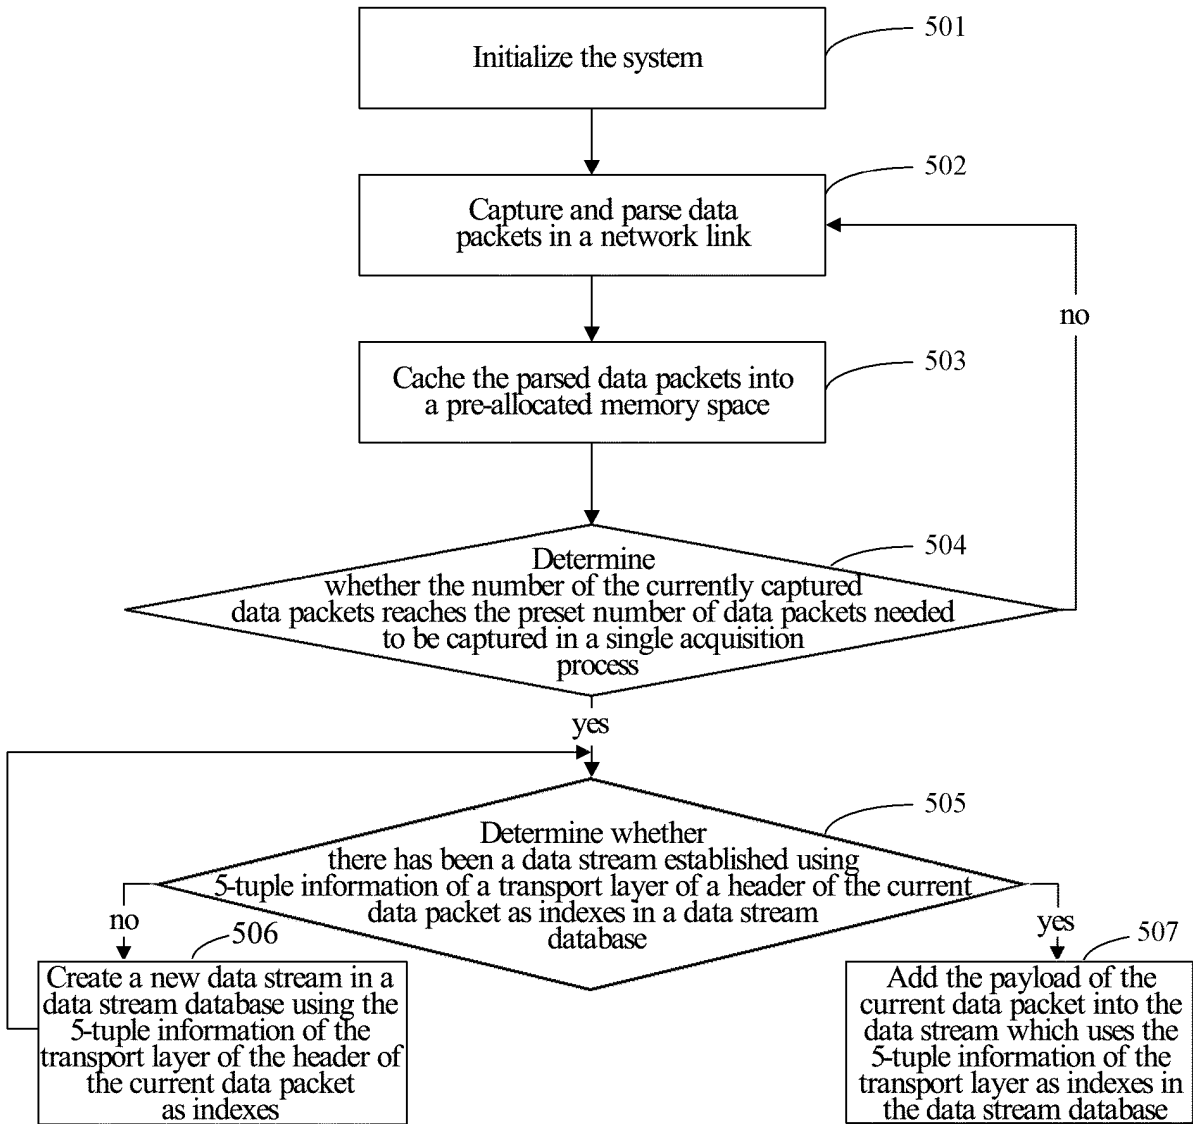 501
Initialize the system
502
Capture and parse data
packets in a network link
no
503
Cache the parsed data packets into
a pre-allocated memory space
504
Determine
whether the number of the currently captured
data packets reaches the preset number of data packets needed
to be captured in a single acquisition
process
yes
505
Determine whether
there has been a data stream established using
5-tuple information of a transport layer of a header of the current
data packet as indexes in a data stream
database
no
yes
506
Create a new data stream in a
data stream database using the
5-tuple information of the
transport layer of the header of
the current data packet
as indexes
507
Add the payload of the
current data packet into the
data stream which uses the
5-tuple information of the
transport layer as indexes in
the data stream database